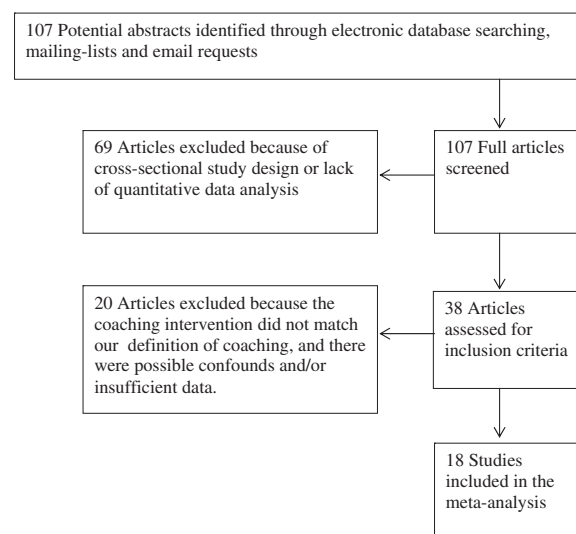 107 Potential abstracts identified through electronic database searching,
mailing-lists and email requests
69 Articles excluded because of
cross-sectional study design or lack
of quantitative data analysis
107 Full articles
screened
20 Articles excluded because the
coaching intervention did not match
our definition of coaching, and there
were possible confounds and/or
insufficient data.
38 Articles
assessed for
inclusion criteria
18 Studies
included in the
meta-analysis